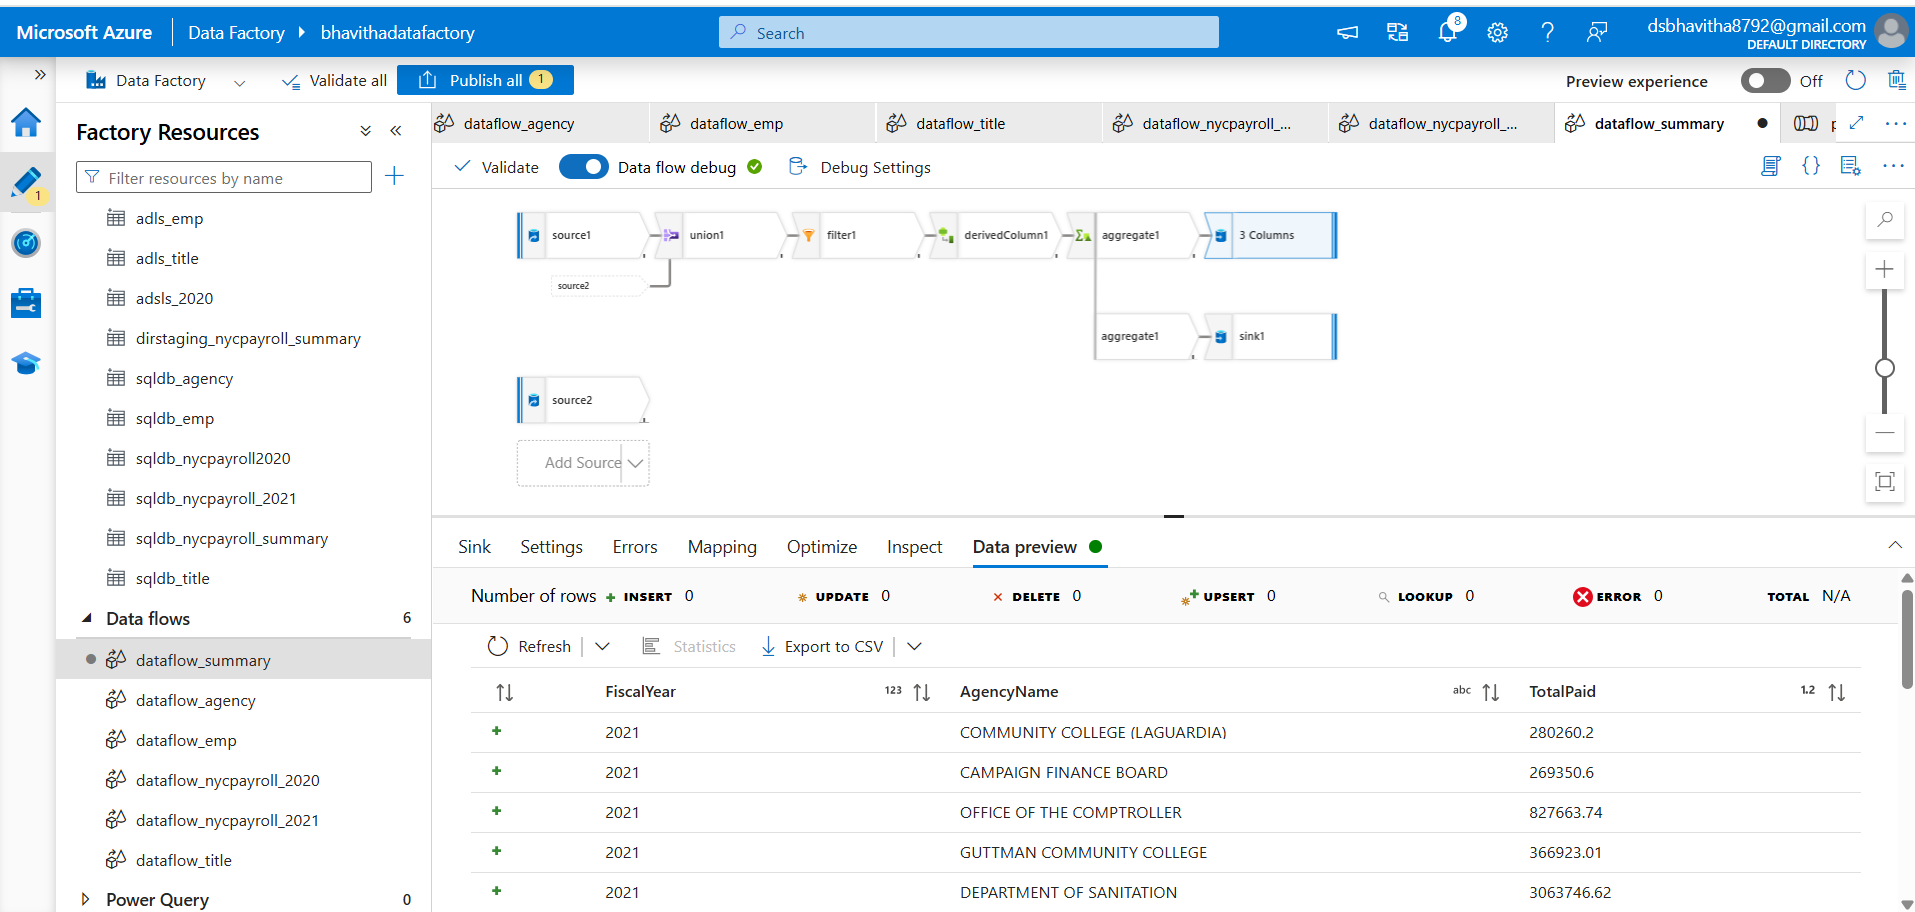 Microsoft Azure
Data Factory
bhavithadatafactory
Search
8
dsbhavitha8792@gmail.com
DEFAULT DIRECTORY
Data Factory
Validate all
Publish all 1
Preview experience
Off
1
Factory Resources
Filter resources by name
adls_emp
adls_title
adsls_2020
dirstaging_nycpayroll_summary
sqldb_agency
sqldb_emp
sqldb_nycpayroll2020
sqldb_nycpayroll_2021
sqldb_nycpayroll_summary
sqldb_title
Data flows 6
dataflow_summary
dataflow_agency
dataflow_emp
dataflow_nycpayroll_2020
dataflow_nycpayroll_2021
dataflow_title
Power Query 0
dataflow_agency
dataflow_emp
dataflow_title
dataflow_nycpayroll_...
dataflow_nycpayroll_...
dataflow_summary
Validate
Data flow debug
Debug Settings
source1
union1
filter1
derivedColumn1
aggregate1
3 Columns
source2
aggregate1
sink1
source2
Add Source
Sink Settings Errors Mapping Optimize Inspect Data preview
Number of rows + INSERT 0 UPDATE 0 DELETE 0 UPSERT 0 LOOKUP 0 ERROR 0 TOTAL N/A
Refresh Statistics Export to CSV
FiscalYear 123 AgencyName abc TotalPaid 1.2
2021 COMMUNITY COLLEGE (LAGUARDIA) 280260.2
2021 CAMPAIGN FINANCE BOARD 269350.6
2021 OFFICE OF THE COMPTROLLER 827663.74
2021 GUTTMAN COMMUNITY COLLEGE 366923.01
2021 DEPARTMENT OF SANITATION 3063746.62